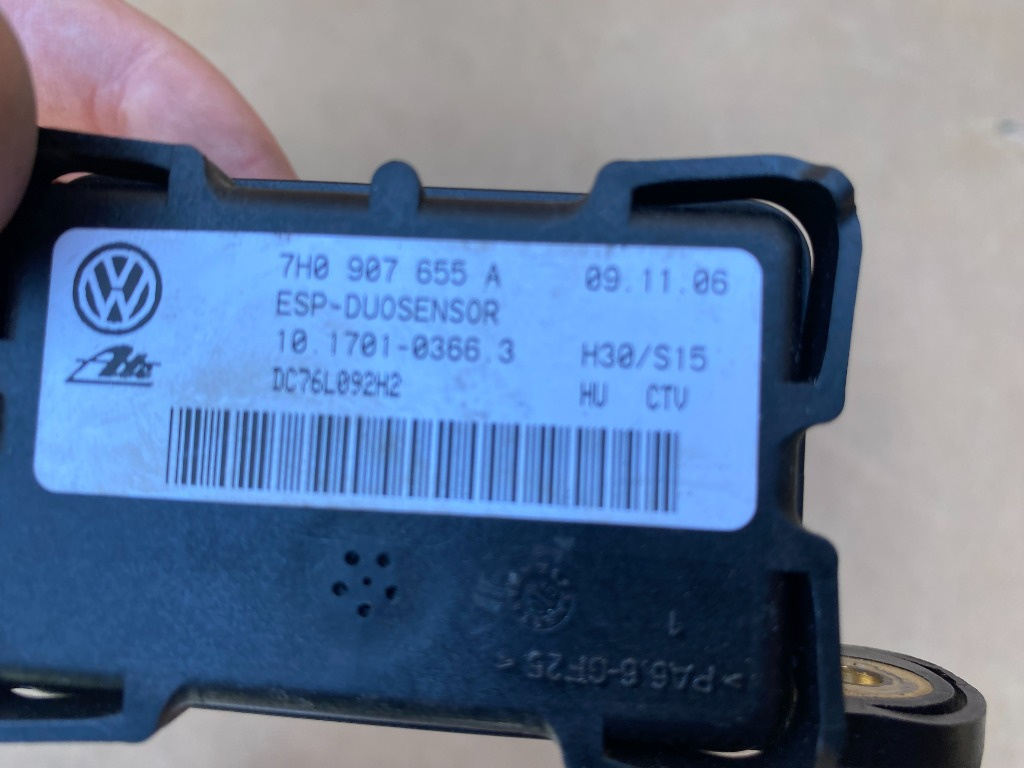 7H0 907 655 A 09.11.06
ESP-DUOSENSOR
10.1701-0366.3 H30/S15
DC76L092H2 HV CTV
Ate
1
>PA6.6-GF25<